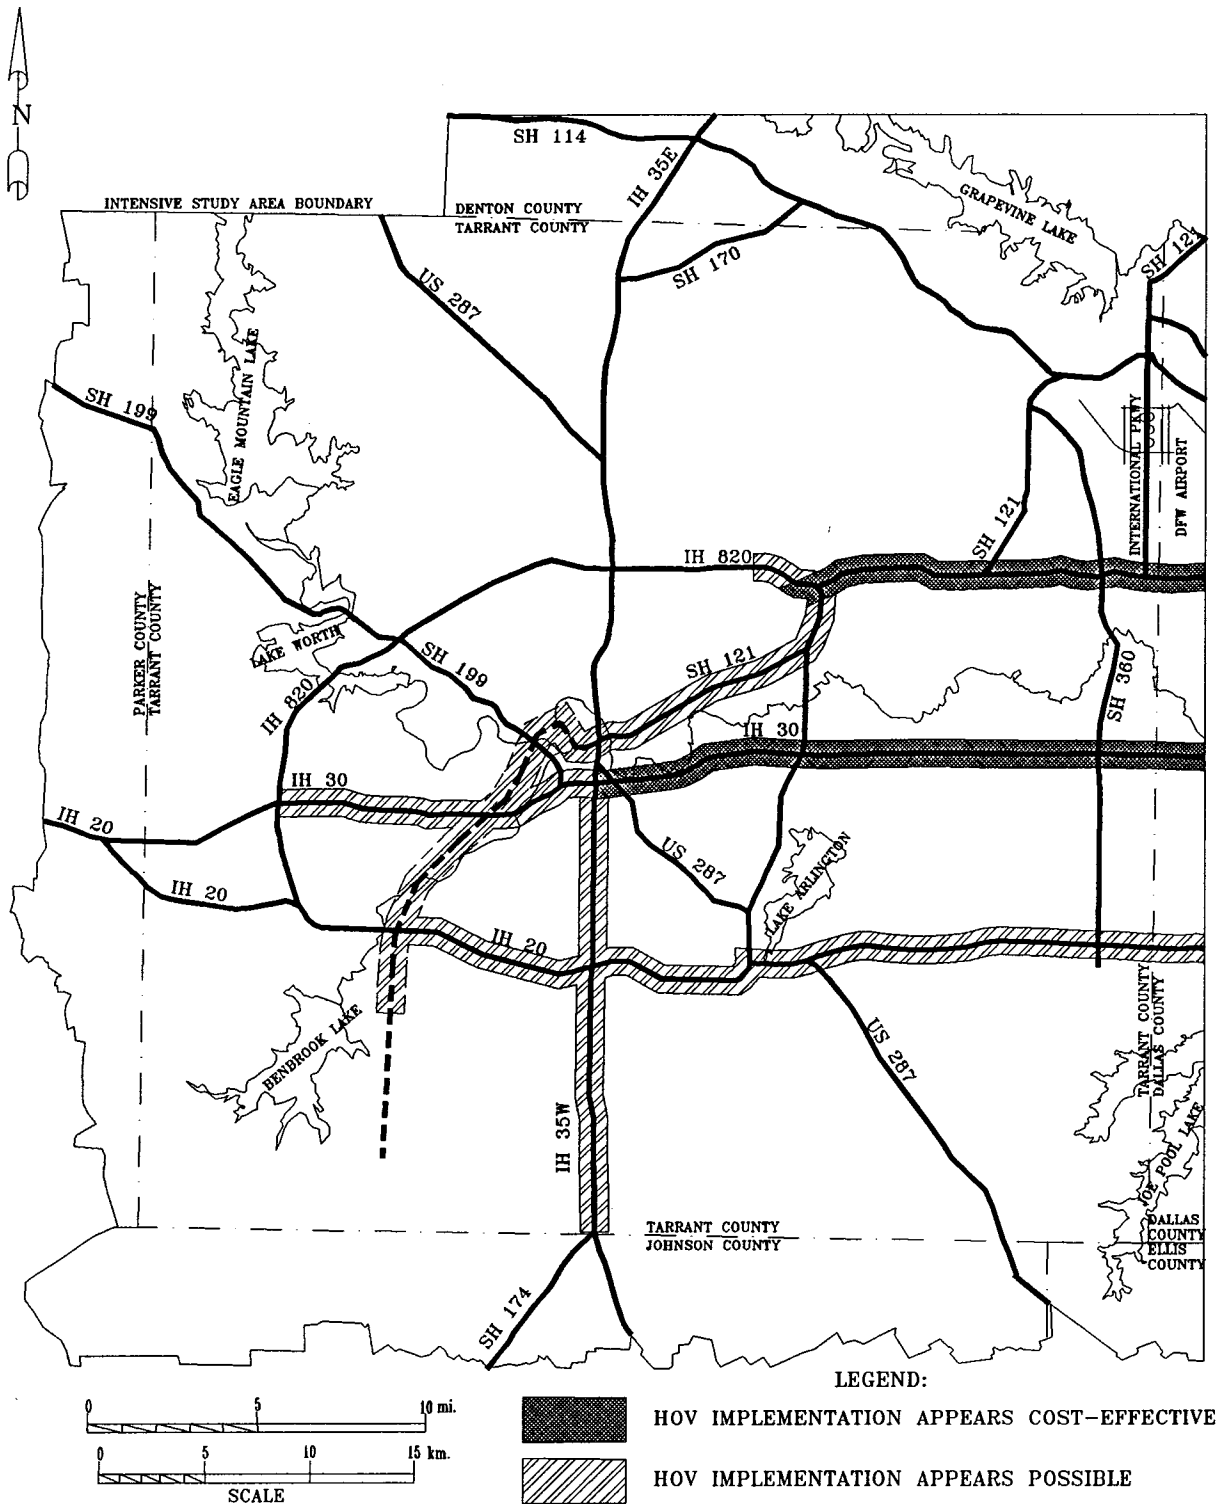 N
SH 114
IH 35E
GRAPEVINE LAKE
INTENSIVE STUDY AREA BOUNDARY
DENTON COUNTY
TARRANT COUNTY
SH 121
SH 170
US 287
EAGLE MOUNTAIN LAKE
SH 199
INTERNATIONAL PKWY
DFW AIRPORT
SH 121
IH 820
PARKER COUNTY
TARRANT COUNTY
LAKE WORTH
SH 199
SH 121
IH 820
SH 360
IH 30
IH 30
IH 20
US 287
LAKE ARLINGTON
IH 20
IH 20
BENBROOK LAKE
US 287
TARRANT COUNTY
DALLAS COUNTY
JOE POOL LAKE
IH 35W
TARRANT COUNTY
JOHNSON COUNTY
DALLAS
COUNTY
ELLIS
COUNTY
SH 174
LEGEND:
0 5 10 mi.
HOV IMPLEMENTATION APPEARS COST-EFFECTIVE
0 5 10 15 km.
SCALE
HOV IMPLEMENTATION APPEARS POSSIBLE